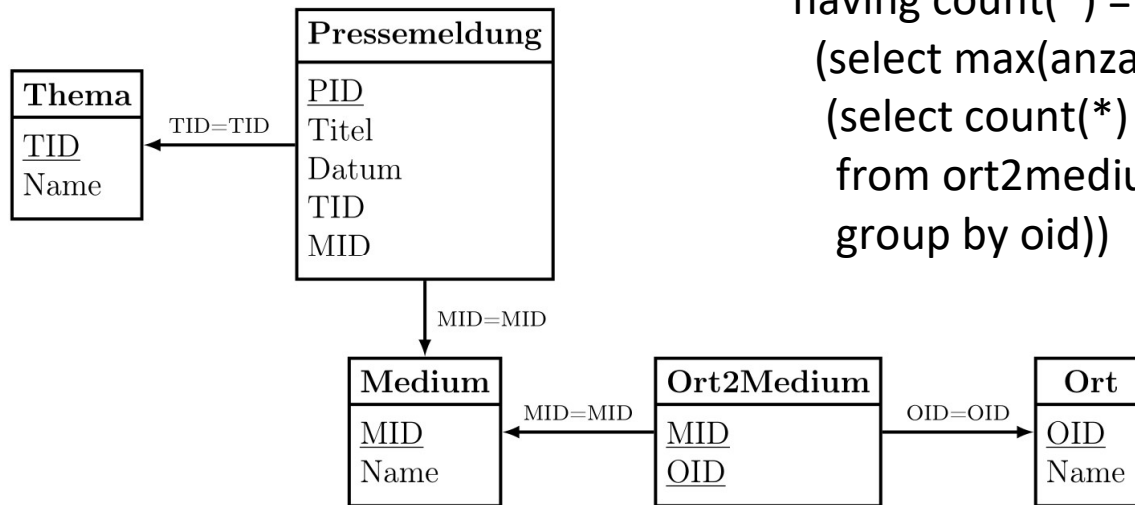 having count(*) =
(select max(anza
(select count(*)
from ort2mediu
group by oid))
Pressemeldung
PID
Titel
Datum
TID
MID
Thema
TID
Name
TID=TID
MID=MID
Medium
MID
Name
MID=MID
Ort2Medium
MID
OID
OID=OID
Ort
OID
Name